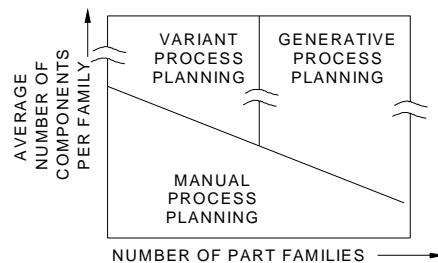 VARIANT
PROCESS
PLANNING
GENERATIVE
PROCESS
PLANNING
AVERAGE
NUMBER OF
COMPONENTS
PER FAMILY
MANUAL
PROCESS
PLANNING
NUMBER OF PART FAMILIES